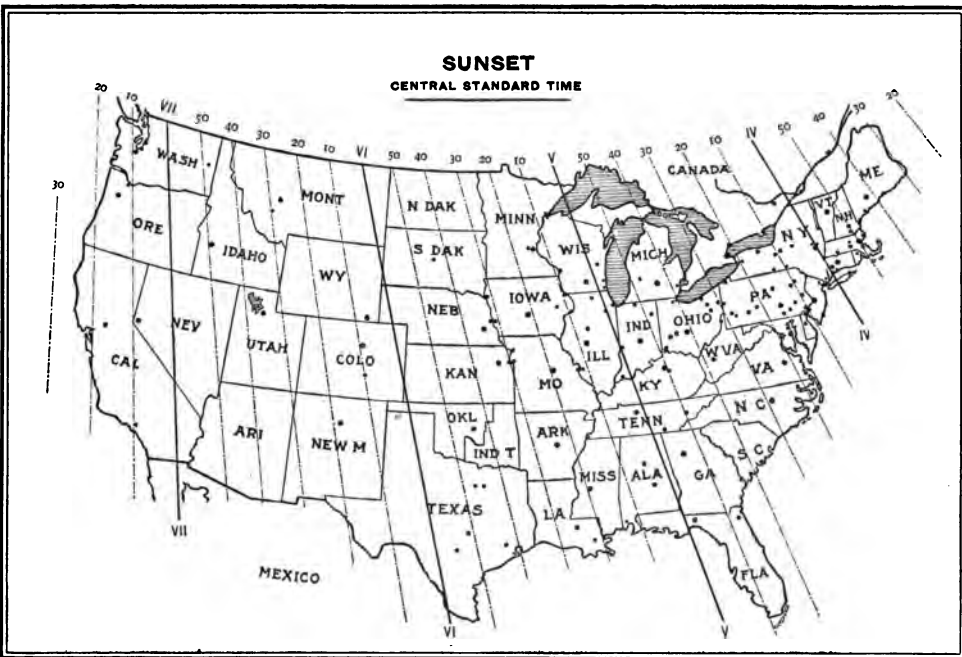 SUNSET
CENTRAL STANDARD TIME
20 10 VII 50 40 30 20 10 VI 50 30 20 10 V 50 40 30 20 10 IV 50 40 30 20
30
WASH
MONT
N DAK
MINN
CANADA
ME
ORE
IDAHO
S DAK
WIS
MICH
VT
NH
N Y
WY
NEB
IOWA
PA
NEV
UTAH
COLO
KAN
ILL
IND
OHIO
W VA
VA
IV
CAL
MO
KY
ARI
NEW M
OKL
IND T
ARK
TENN
N C
S C
MISS
ALA
GA
TEXAS
LA
VII
MEXICO
FLA
VI
V